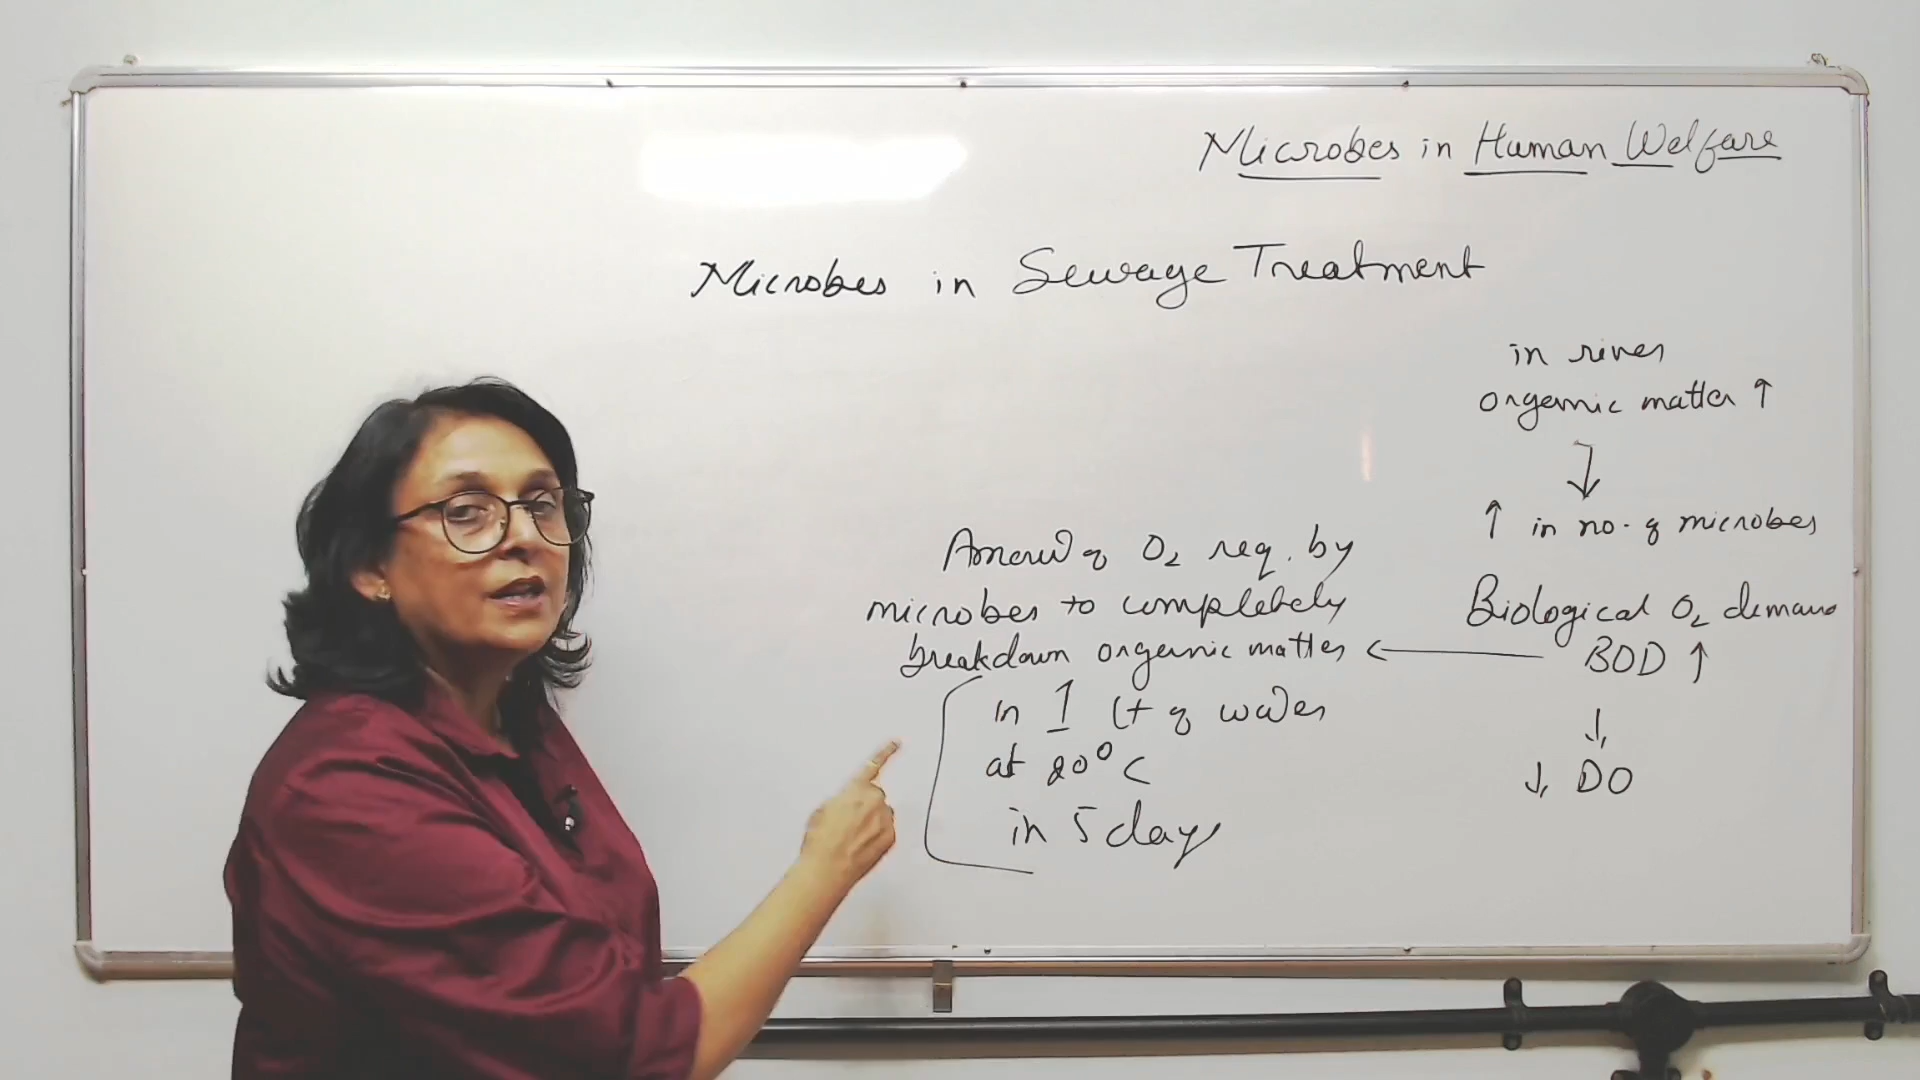 Microbes in Human Welfare
Microbes in Sewage Treatment
in river
organic matter ↑
↓
↑ in no. of microbes
Biological O₂ demand
BOD ↑
↓
↓ DO
Amount of O₂ req. by
microbes to completely
breakdown organic matter ←
in 1 lt of water
at 20°C
in 5 days